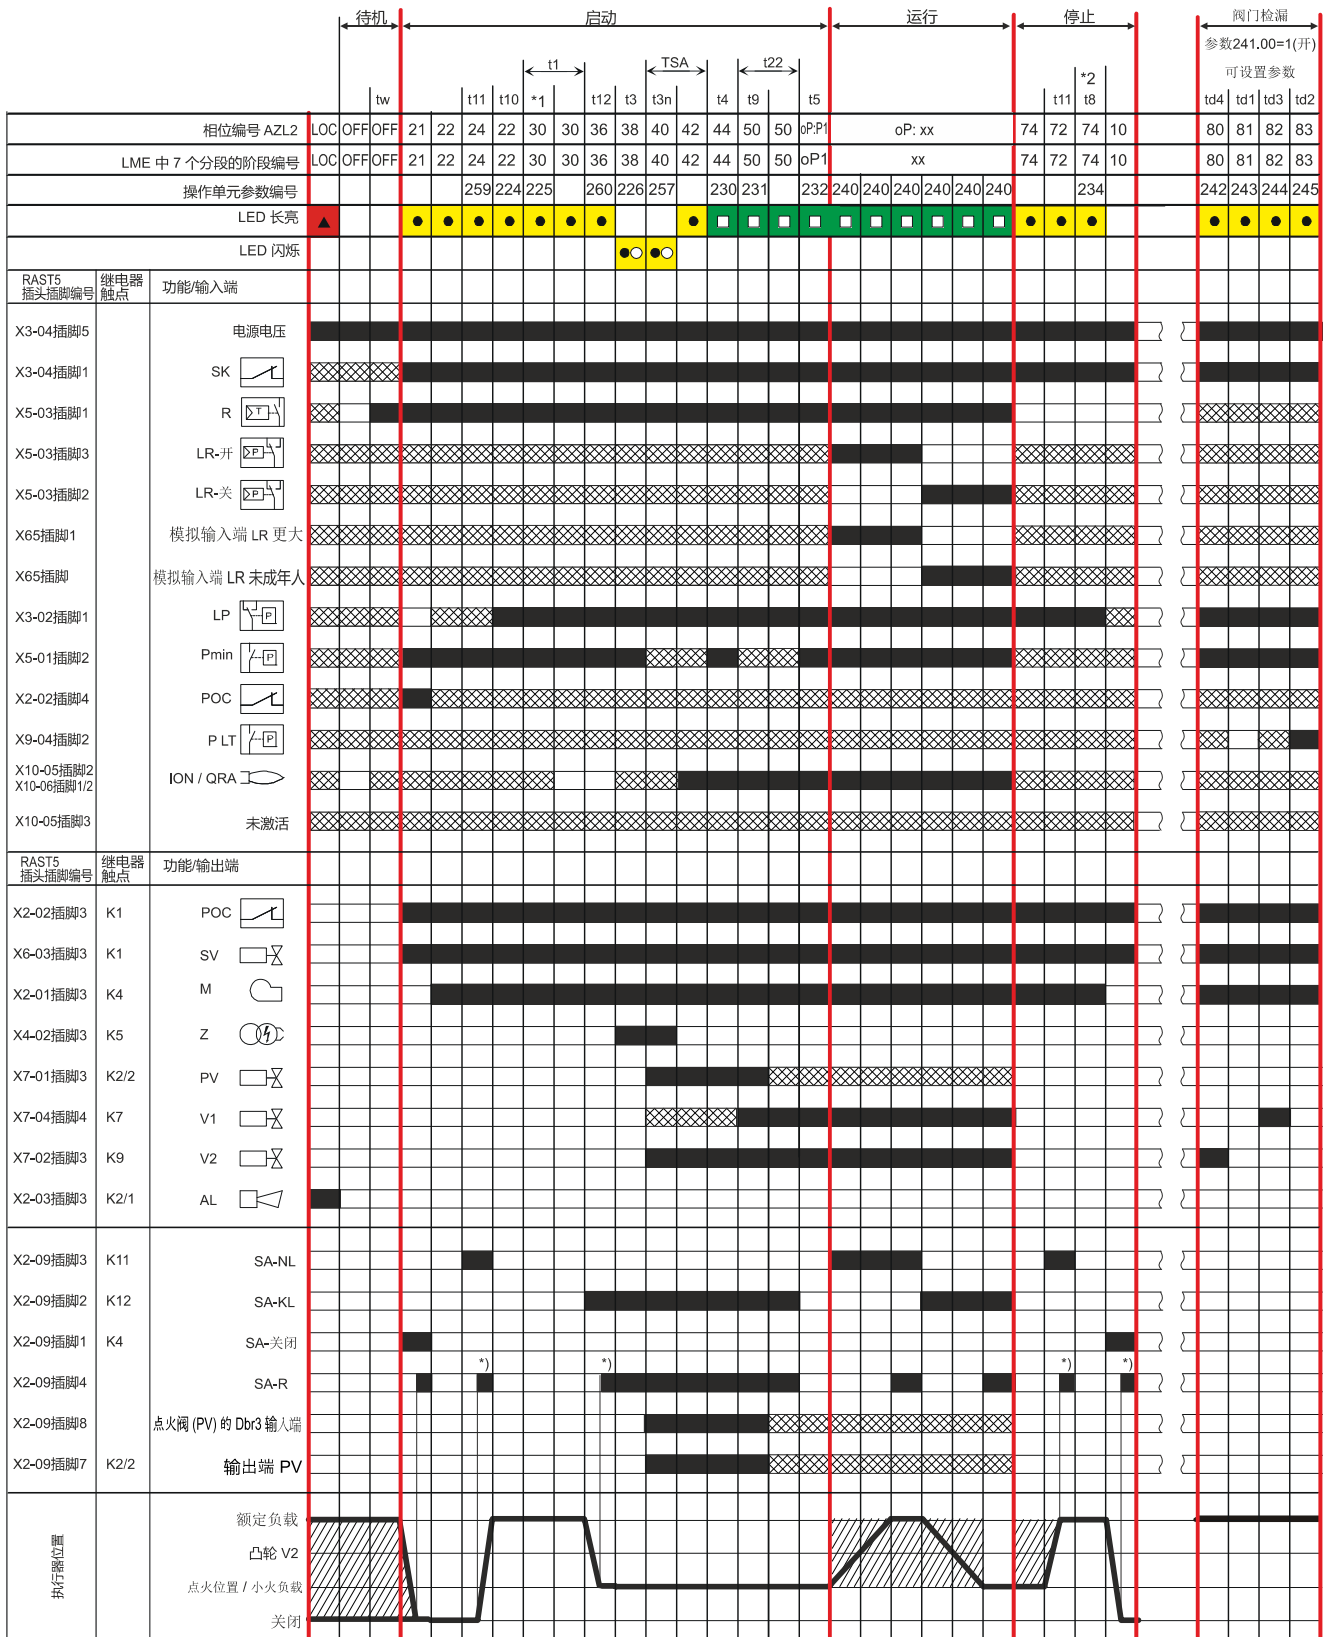 待机 启动 运行 停止 阀门检漏
参数241.00=1(开)
t1 TSA t22 可设置参数
*2
tw t11 t10 *1 t12 t3 t3n t4 t9 t5 t11 t8 td4 td1 td3 td2
相位编号 AZL2 LOC OFF OFF 21 22 24 22 30 30 36 38 40 42 44 50 50 oP:P1 oP: xx 74 72 74 10 80 81 82 83
LME 中 7 个分段的阶段编号 LOC OFF OFF 21 22 24 22 30 30 36 38 40 42 44 50 50 oP1 xx 74 72 74 10 80 81 82 83
操作单元参数编号 259 224 225 260 226 257 230 231 232 240 240 240 240 240 240 234 242 243 244 245
LED 长亮
LED 闪烁
RAST5 继电器 功能/输入端
插头插脚编号 触点
X3-04插脚5 电源电压
X3-04插脚1 SK
X5-03插脚1 R T
X5-03插脚3 LR-开 P
X5-03插脚2 LR-关 P
X65插脚1 模拟输入端 LR 更大
X65插脚 模拟输入端 LR 未成年人
X3-02插脚1 LP P
X5-01插脚2 Pmin P
X2-02插脚4 POC
X9-04插脚2 P LT P
X10-05插脚2
X10-06插脚1/2 ION / QRA
X10-05插脚3 未激活
RAST5 继电器 功能/输出端
插头插脚编号 触点
X2-02插脚3 K1 POC
X6-03插脚3 K1 SV
X2-01插脚3 K4 M
X4-02插脚3 K5 Z
X7-01插脚3 K2/2 PV
X7-04插脚4 K7 V1
X7-02插脚3 K9 V2
X2-03插脚3 K2/1 AL
X2-09插脚3 K11 SA-NL
X2-09插脚2 K12 SA-KL
X2-09插脚1 K4 SA-关闭
*) *) *) *)
X2-09插脚4 SA-R
X2-09插脚8 点火阀 (PV) 的 Dbr3 输入端
X2-09插脚7 K2/2 输出端 PV
执行器位置
额定负载
凸轮 V2
点火位置 / 小火负载
关闭